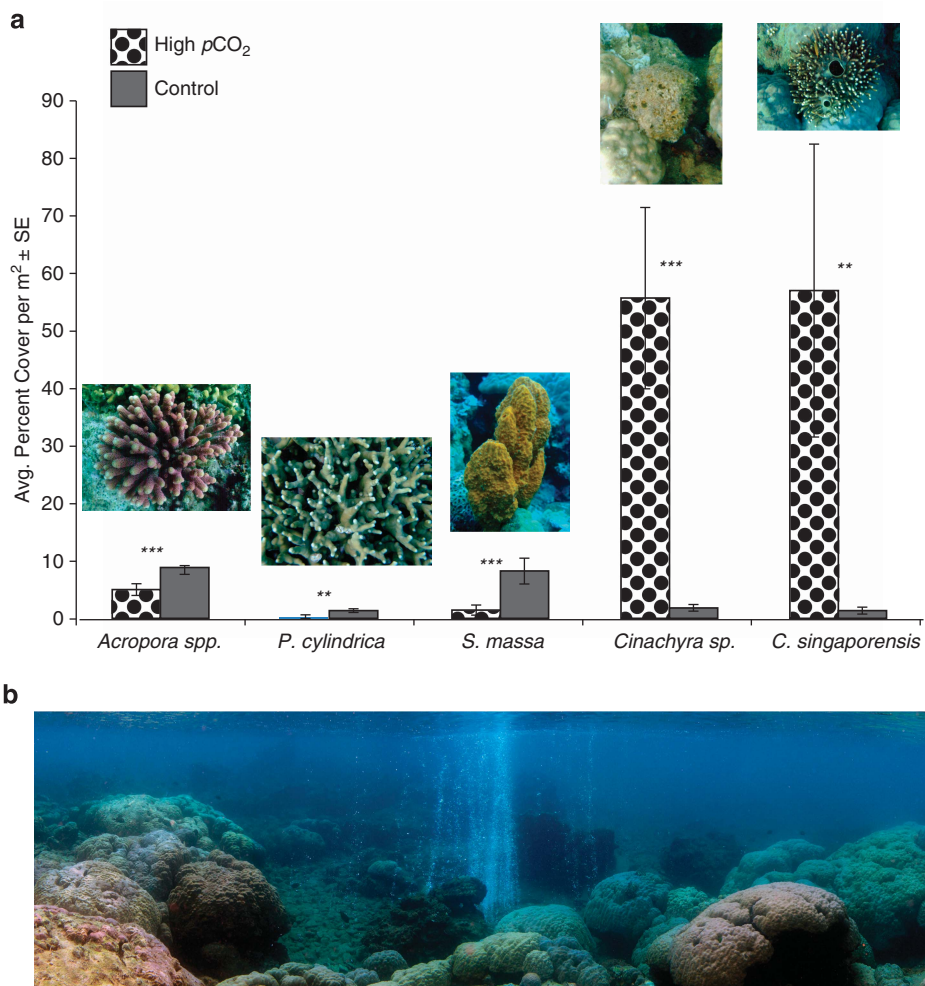 a
High pCO₂
Control
Avg. Percent Cover per m² ± SE
90
80
70
60
50
40
30
20
10
0
***
**
***
***
**
Acropora spp.
P. cylindrica
S. massa
Cinachyra sp.
C. singaporensis
b